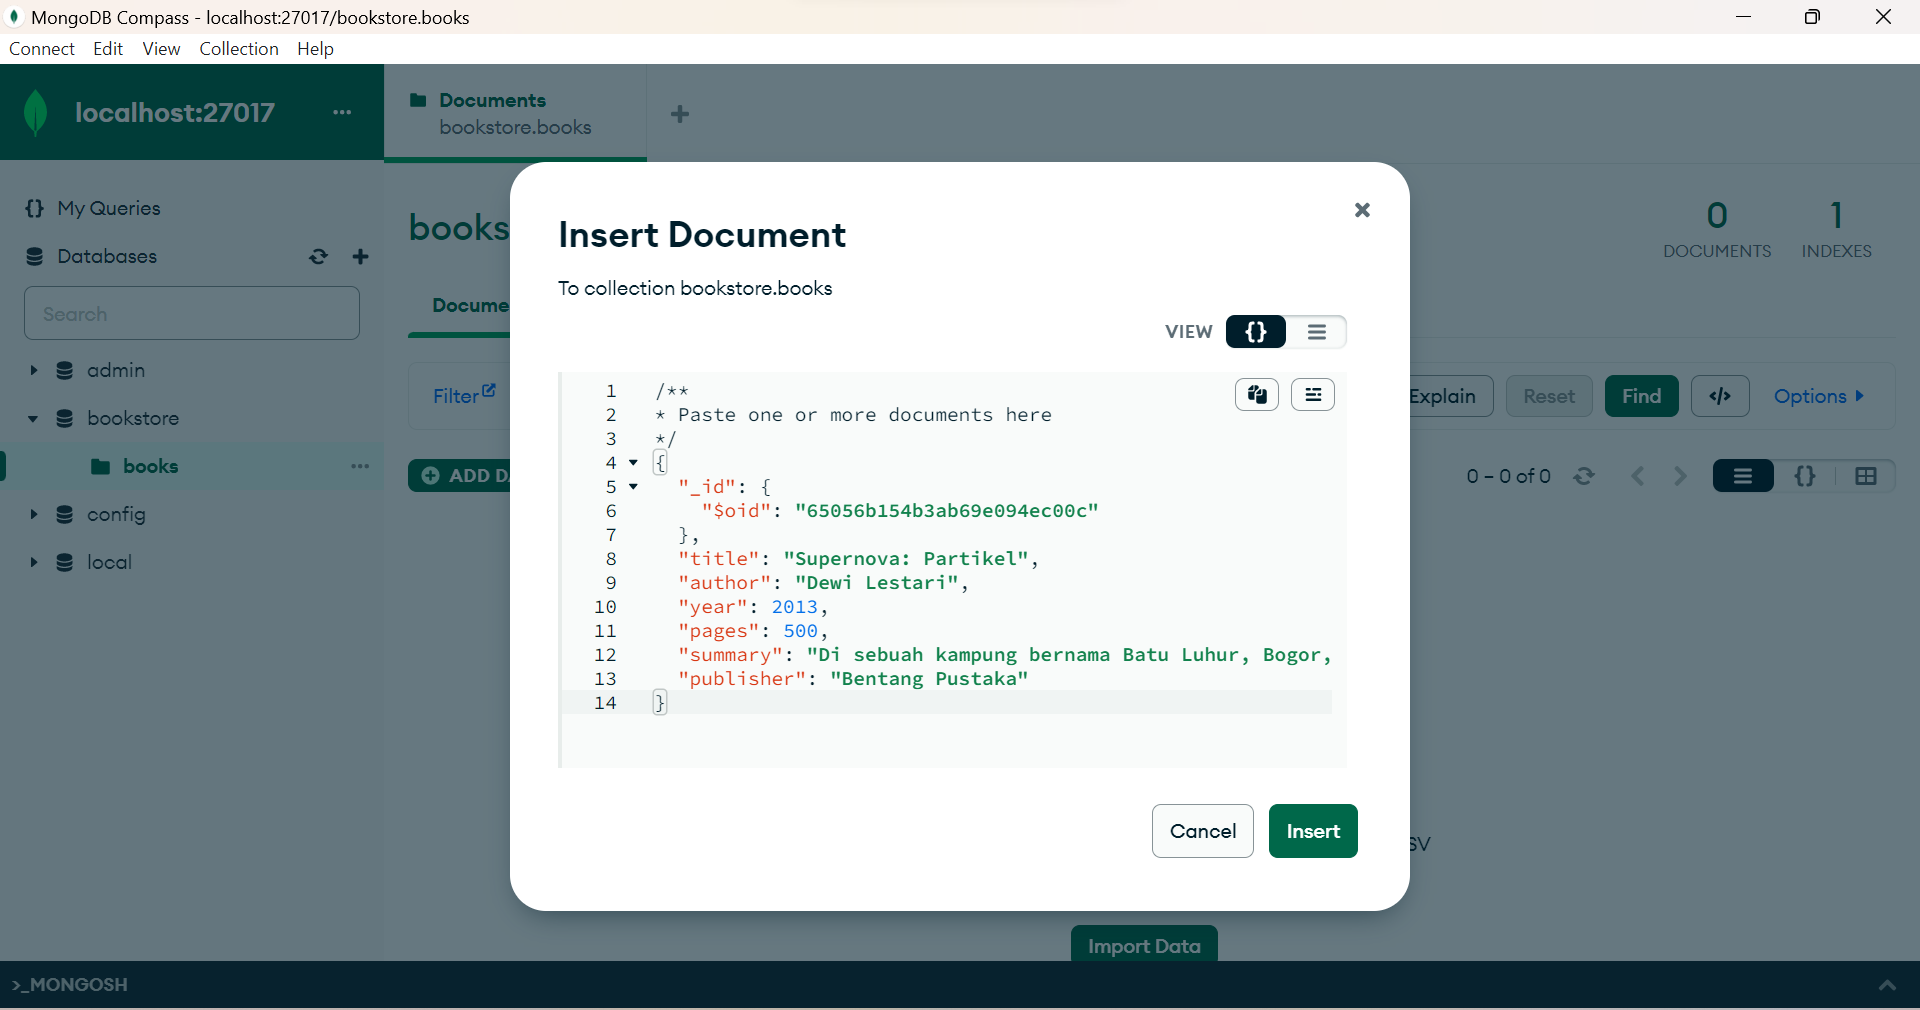 MongoDB Compass - localhost:27017/bookstore.books
Connect Edit View Collection Help
localhost:27017 ...
Documents
bookstore.books
My Queries
Databases
Search
admin
bookstore
books ...
config
local
books
0 DOCUMENTS
1 INDEXES
Filter
Explain Reset Find </> Options
0 – 0 of 0 {}
Insert Document
To collection bookstore.books
VIEW {}
1 /**
2 * Paste one or more documents here
3 */
4 {
5 "_id": {
6 "$oid": "65056b154b3ab69e094ec00c"
7 },
8 "title": "Supernova: Partikel",
9 "author": "Dewi Lestari",
10 "year": 2013,
11 "pages": 500,
12 "summary": "Di sebuah kampung bernama Batu Luhur, Bogor,
13 "publisher": "Bentang Pustaka"
14 }
Cancel Insert
Import Data
>_MONGOSH